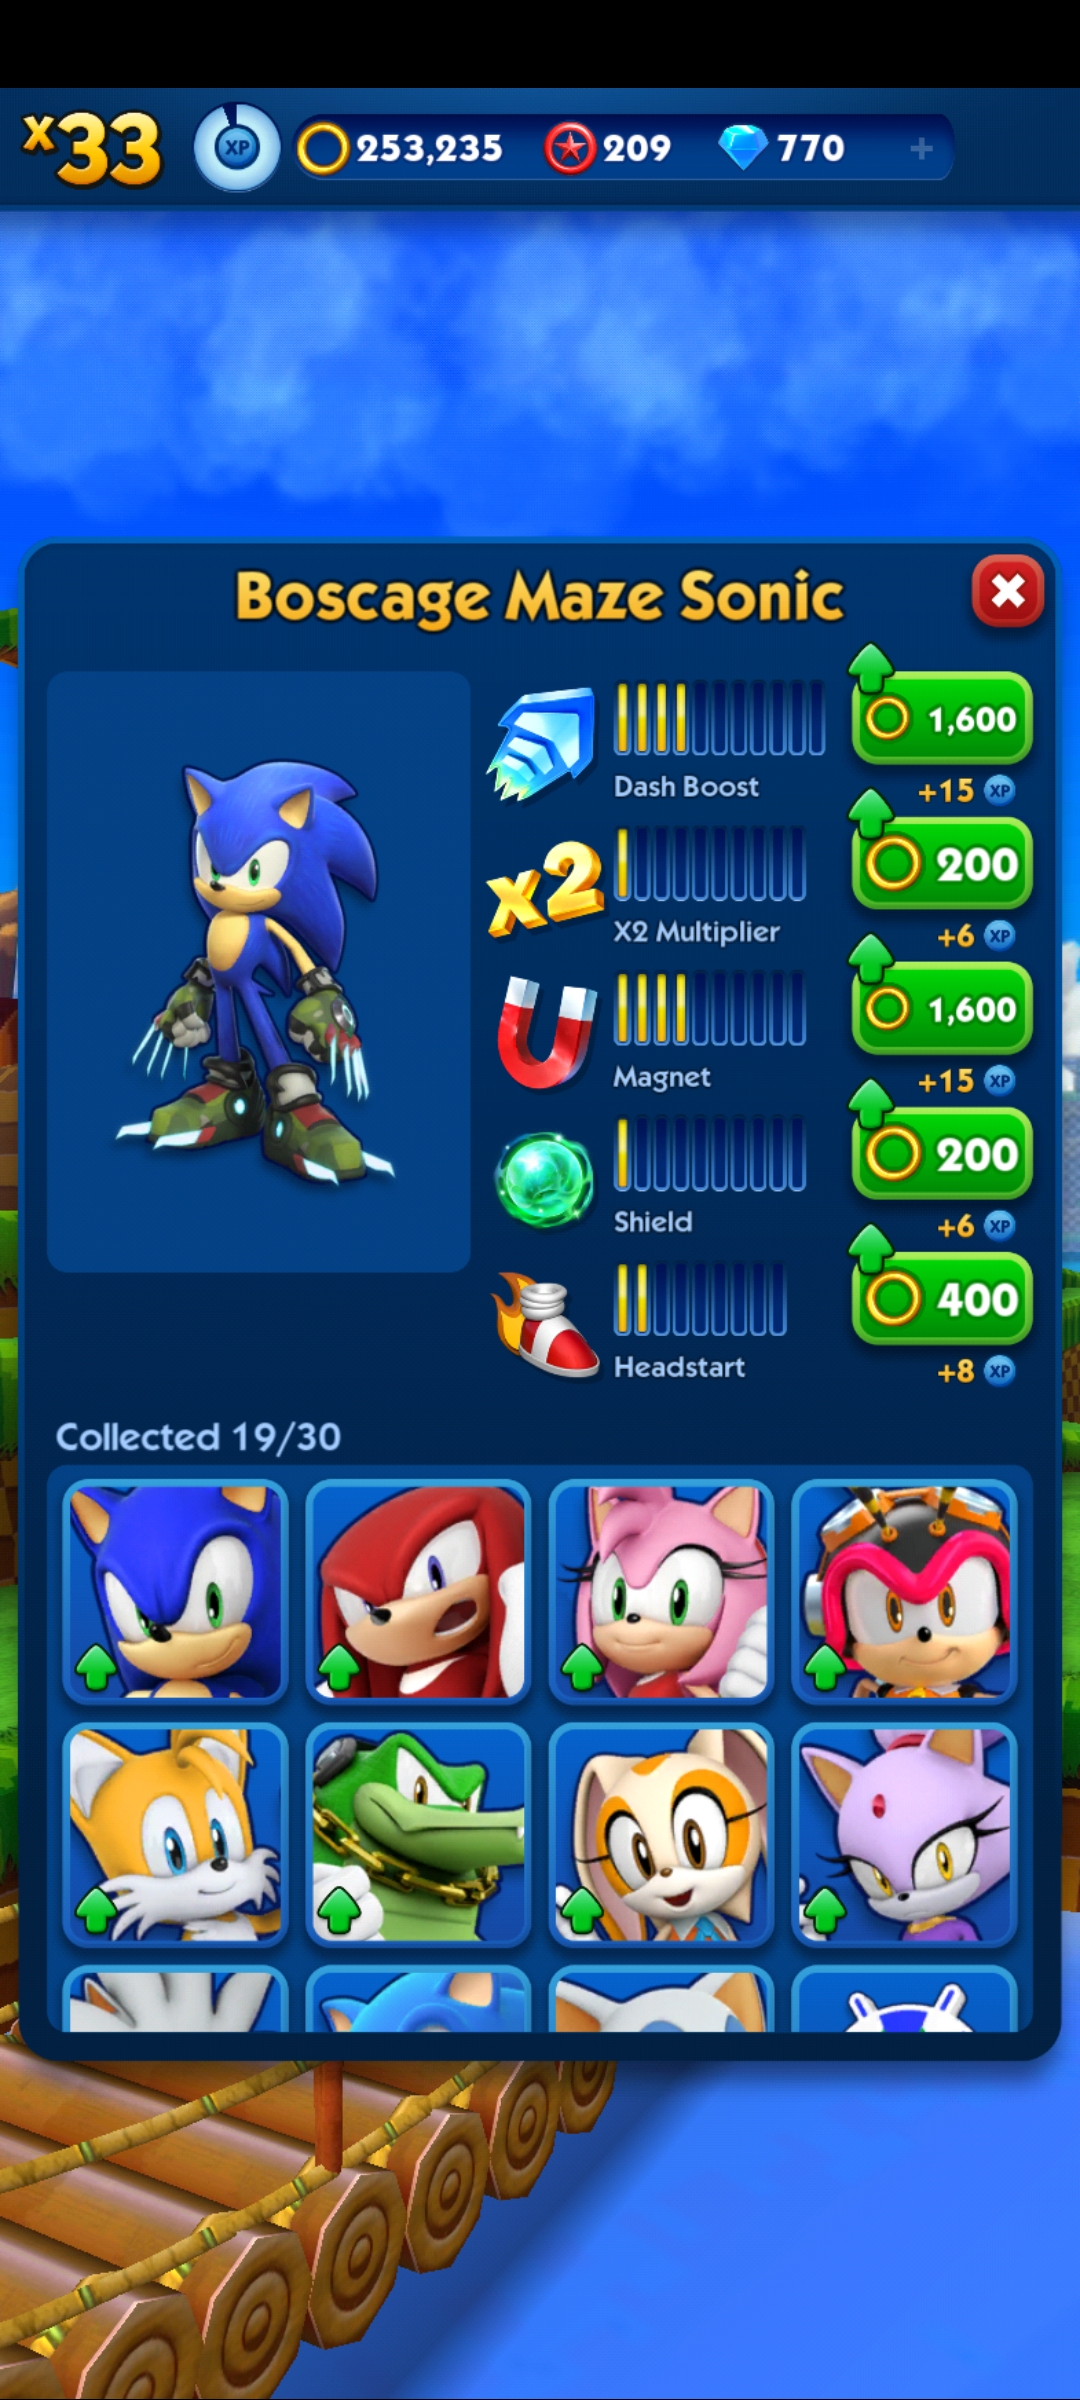 x33 XP 253,235 209 770 +
Boscage Maze Sonic
1,600
Dash Boost
+15 XP
x2 200
X2 Multiplier
+6 XP
1,600
Magnet
+15 XP
200
Shield
+6 XP
400
Headstart
+8 XP
Collected 19/30